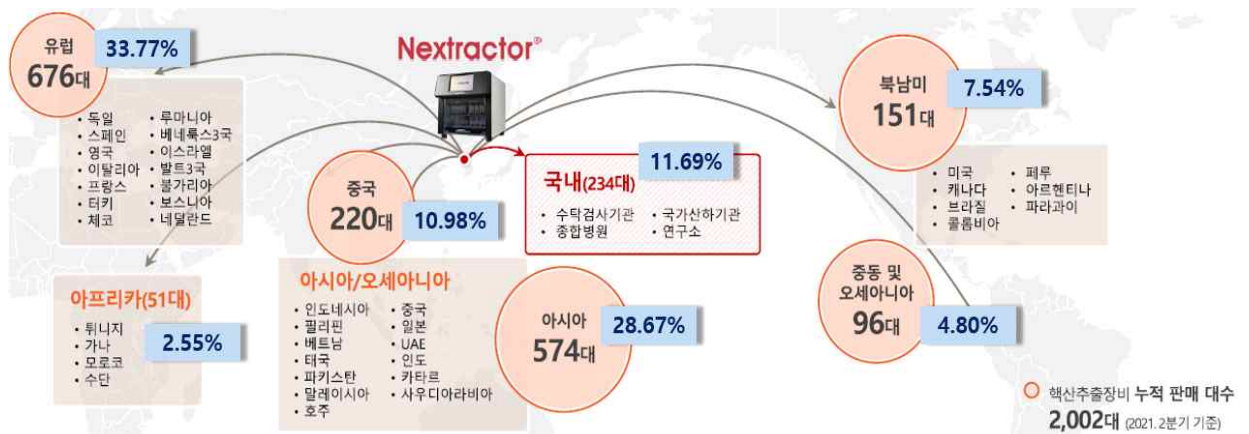 유럽
676대
33.77%
• 독일
• 스페인
• 영국
• 이탈리아
• 프랑스
• 터키
• 체코
• 루마니아
• 베네룩스3국
• 이스라엘
• 발트3국
• 불가리아
• 보스니아
• 네덜란드
Nextractor®
북남미
151대
7.54%
• 미국
• 캐나다
• 브라질
• 콜롬비아
• 페루
• 아르헨티나
• 파라과이
중국
220대
10.98%
국내(234대)
11.69%
• 수탁검사기관
• 종합병원
• 국가산하기관
• 연구소
아프리카(51대)
• 튀니지
• 가나
• 모로코
• 수단
2.55%
아시아/오세아니아
• 인도네시아
• 필리핀
• 베트남
• 태국
• 파키스탄
• 말레이시아
• 호주
• 중국
• 일본
• UAE
• 인도
• 카타르
• 사우디아라비아
아시아
574대
28.67%
중동 및
오세아니아
96대
4.80%
핵산추출장비 누적 판매 대수
2,002대 (2021. 2분기 기준)